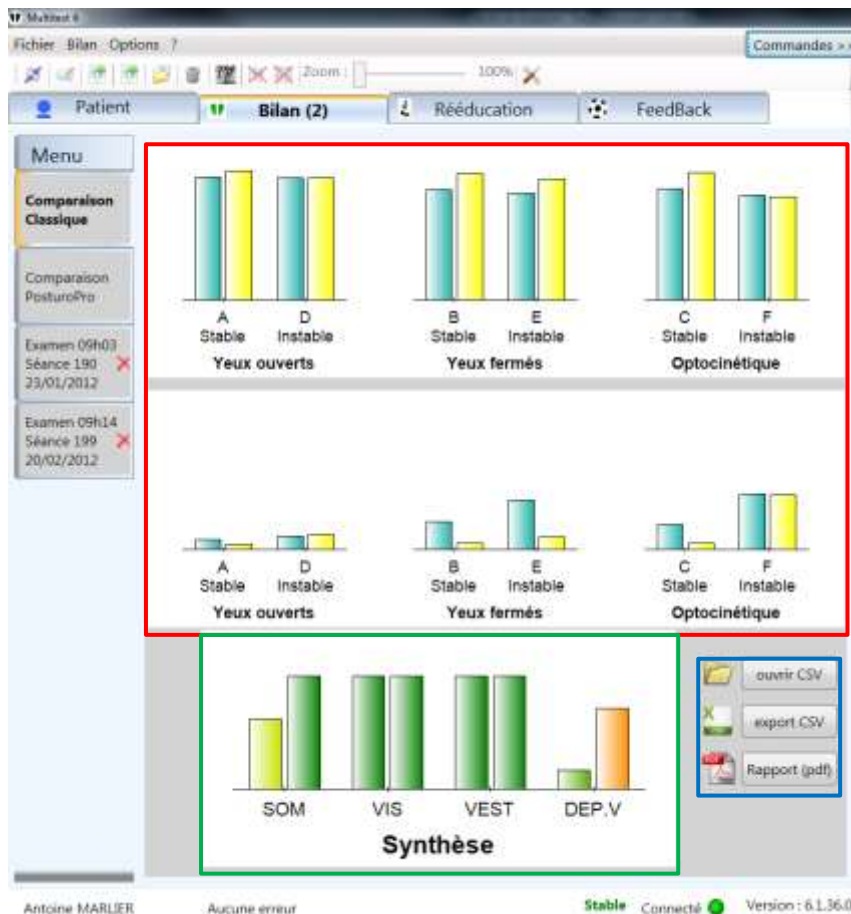 Multitest 6
Fichier Bilan Options ?
Commandes >
Zoom : 100%
Patient
Bilan (2)
Rééducation
FeedBack
Menu
Comparaison
Classique
Comparaison
PosturoPro
Examen 09h03
Séance 190
23/01/2012
Examen 09h14
Séance 199
20/02/2012
A D B E C F
Stable Instable Stable Instable Stable Instable
Yeux ouverts Yeux fermés Optocinétique
A D B E C F
Stable Instable Stable Instable Stable Instable
Yeux ouverts Yeux fermés Optocinétique
SOM VIS VEST DEP.V
Synthèse
ouvrir CSV
export CSV
Rapport (pdf)
Antoine MARLIER Aucune erreur Stable Connecté Version : 6.1.36.0